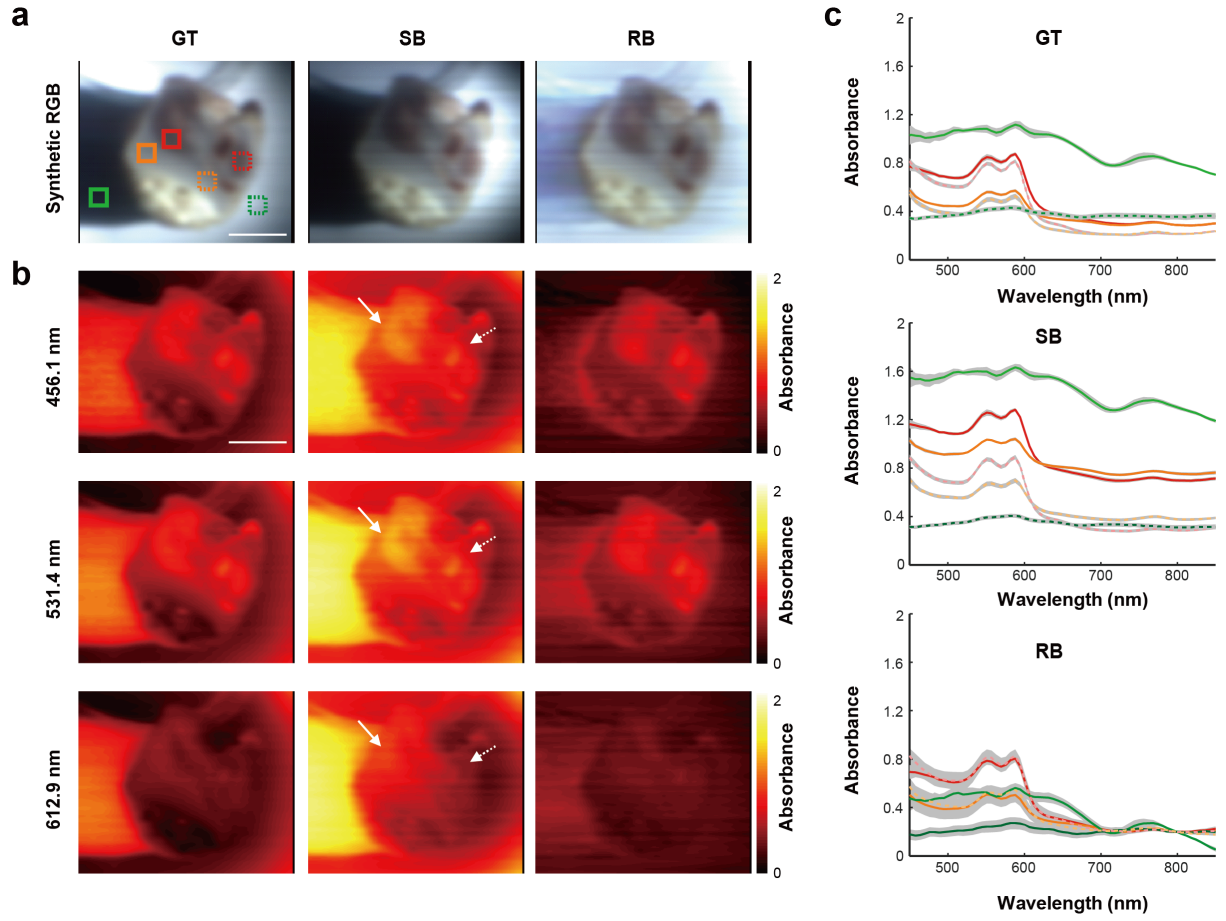 a
GT
SB
RB
Synthetic RGB
b
456.1 nm
2
Absorbance
0
531.4 nm
2
Absorbance
0
612.9 nm
2
Absorbance
0
c
GT
2
1.6
1.2
0.8
0.4
0
Absorbance
500
600
700
800
Wavelength (nm)
SB
2
1.6
1.2
0.8
0.4
0
Absorbance
500
600
700
800
Wavelength (nm)
RB
2
1.6
1.2
0.8
0.4
0
Absorbance
500
600
700
800
Wavelength (nm)